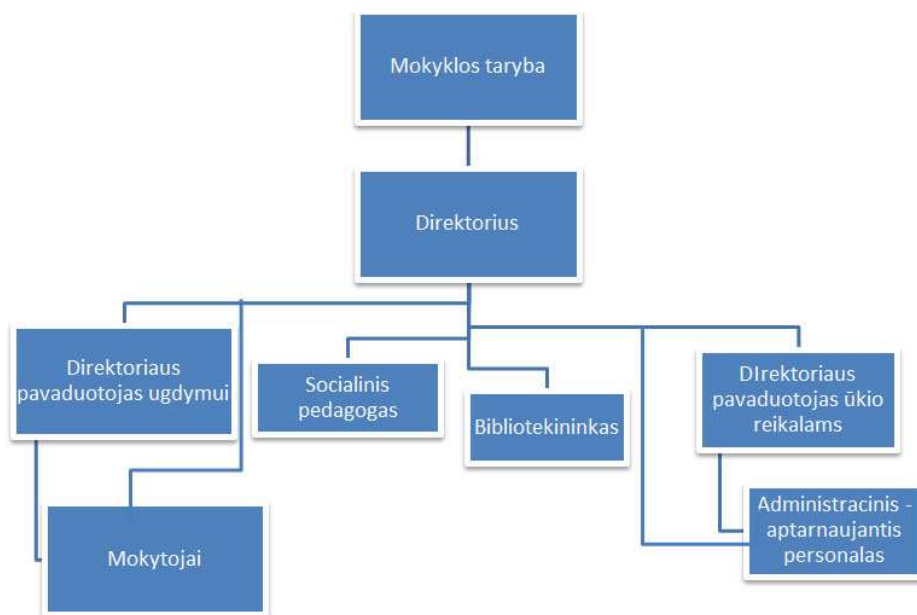 Mokyklos taryba
Direktorius
Direktoriaus
pavaduotojas ugdymui
Socialinis
pedagogas
Bibliotekininkas
DIrektoriaus
pavaduotojas ūkio
reikalams
Mokytojai
Administracinis -
aptarnaujantis
personalas